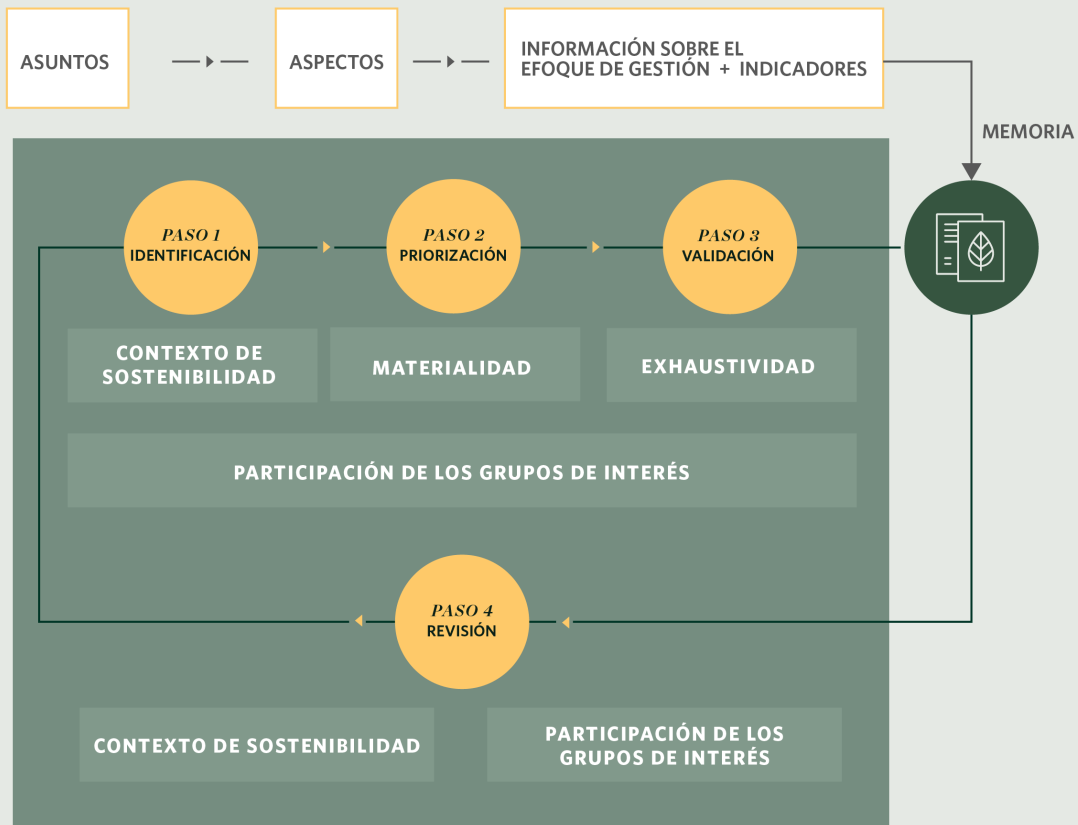 ASUNTOS
ASPECTOS
INFORMACIÓN SOBRE EL
EFOQUE DE GESTIÓN + INDICADORES
MEMORIA
PASO 1
IDENTIFICACIÓN
PASO 2
PRIORIZACIÓN
PASO 3
VALIDACIÓN
CONTEXTO DE
SOSTENIBILIDAD
MATERIALIDAD
EXHAUSTIVIDAD
PARTICIPACIÓN DE LOS GRUPOS DE INTERÉS
PASO 4
REVISIÓN
CONTEXTO DE SOSTENIBILIDAD
PARTICIPACIÓN DE LOS
GRUPOS DE INTERÉS